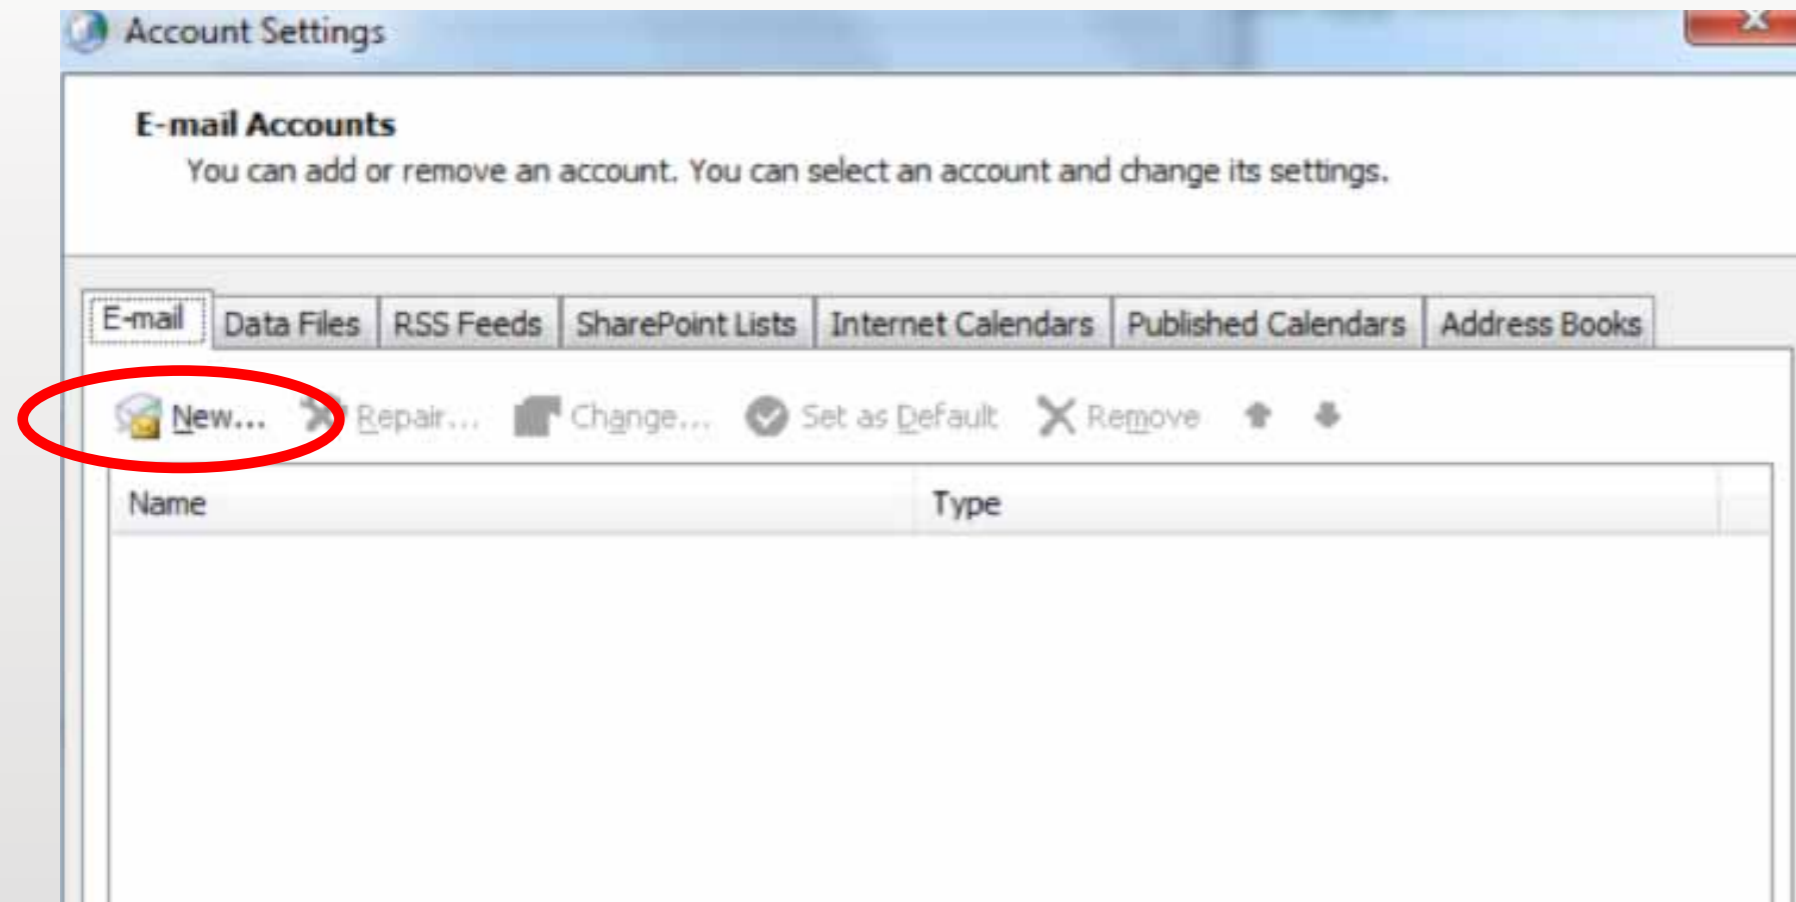 Account Settings
E-mail Accounts
You can add or remove an account. You can select an account and change its settings.
E-mail Data Files RSS Feeds SharePoint Lists Internet Calendars Published Calendars Address Books
New... Repair... Change... Set as Default Remove
Name Type